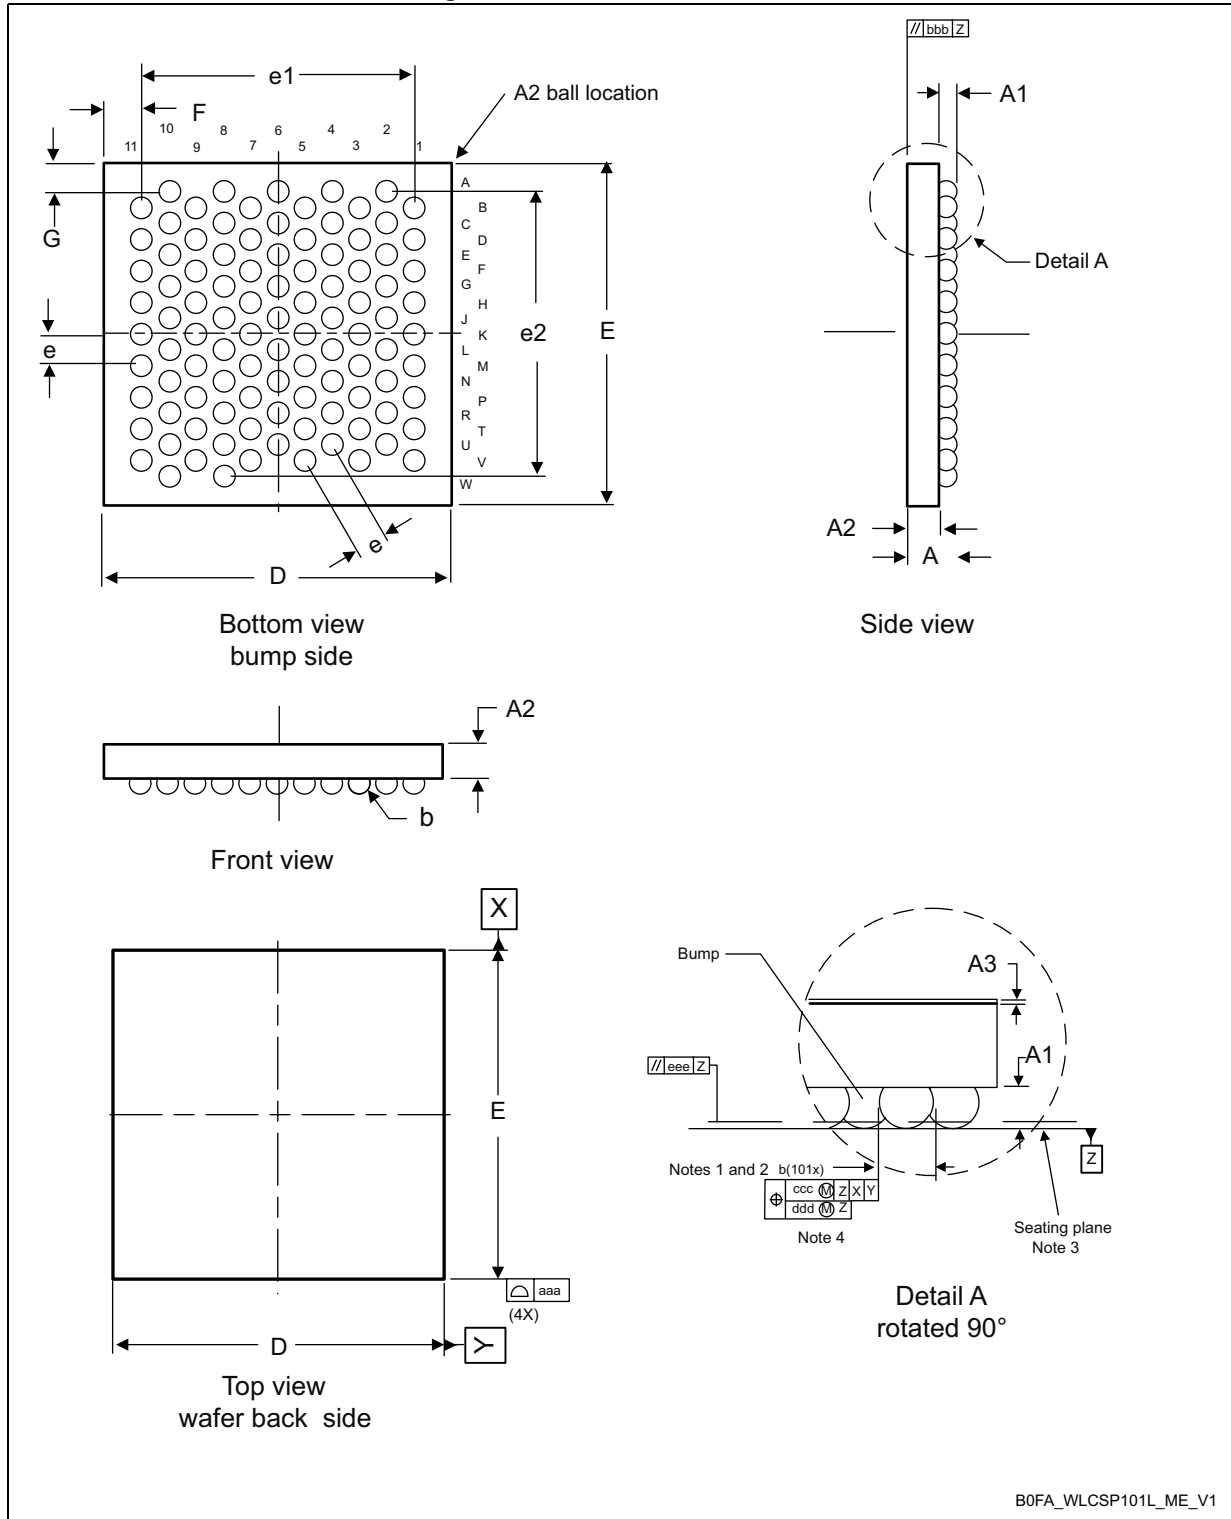 // bbb Z
e1
A1
A2 ball location
F
10 8 6 4 2
11 9 7 5 3 1
A
B
C
D
E
F
G
H
J
K
L
M
N
P
R
T
U
V
W
G
e
e2
E
e
D
Detail A
A2
A
Bottom view
bump side
Side view
A2
b
Front view
X
E
D
Y
aaa
(4X)
Top view
wafer back side
Bump
A3
A1
// eee Z
Z
Notes 1 and 2 b(101x)
ccc M Z X Y
ddd M Z
Note 4
Seating plane
Note 3
Detail A
rotated 90°
B0FA_WLCSP101L_ME_V1